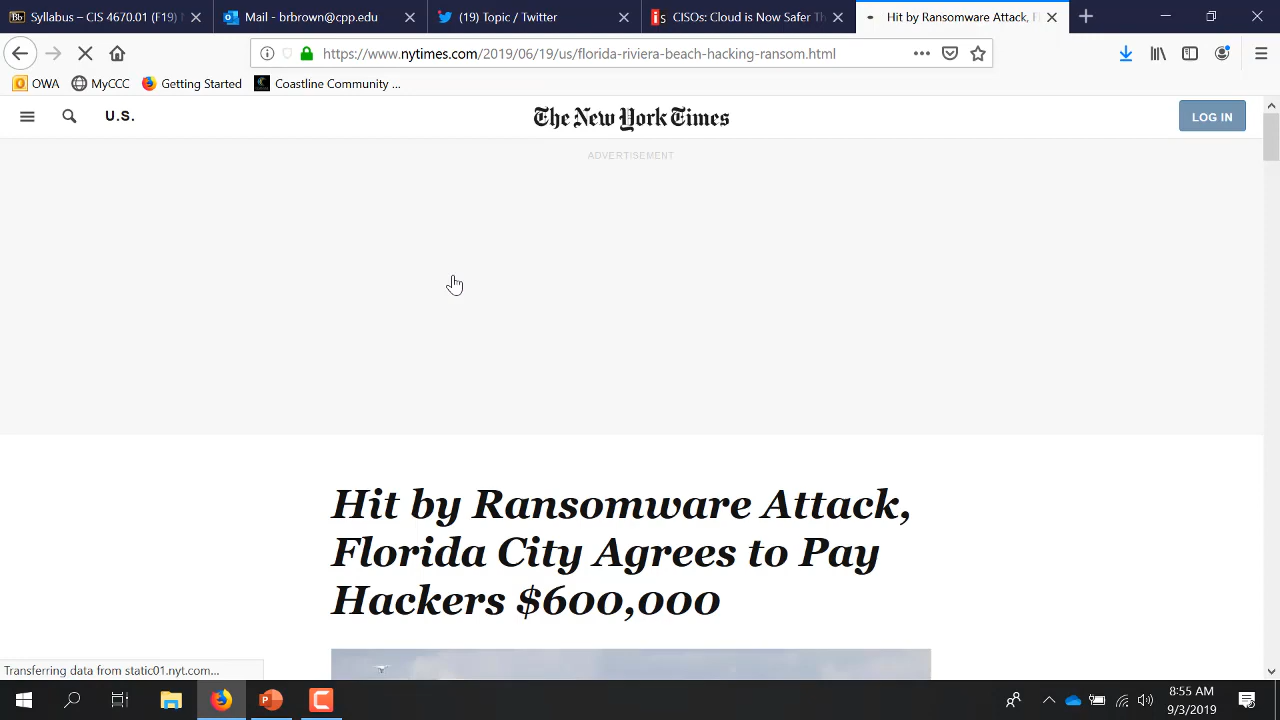 Syllabus – CIS 4670.01 (F19)
Mail - brbrown@cpp.edu
(19) Topic / Twitter
CISOs: Cloud is Now Safer Th
Hit by Ransomware Attack, Fl
https://www.nytimes.com/2019/06/19/us/florida-riviera-beach-hacking-ransom.html
OWA
MyCCC
Getting Started
Coastline Community ...
U.S.
The New York Times
LOG IN
ADVERTISEMENT
Hit by Ransomware Attack,
Florida City Agrees to Pay
Hackers $600,000
Transferring data from static01.nyt.com...
8:55 AM
9/3/2019